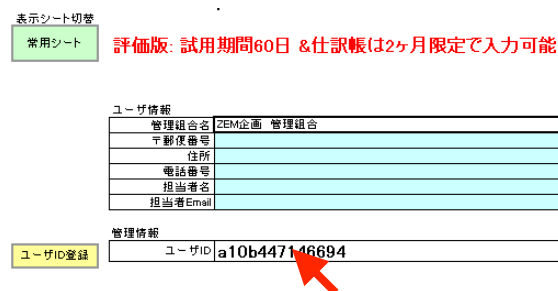 表示シート切替
常用シート
評価版: 試用期間60日 &仕訳帳は2ヶ月限定で入力可能
ユーザ情報
管理組合名 ZEM企画 管理組合
〒郵便番号
住所
電話番号
担当者名
担当者Email
管理情報
ユーザID登録 ユーザID a10b447146694